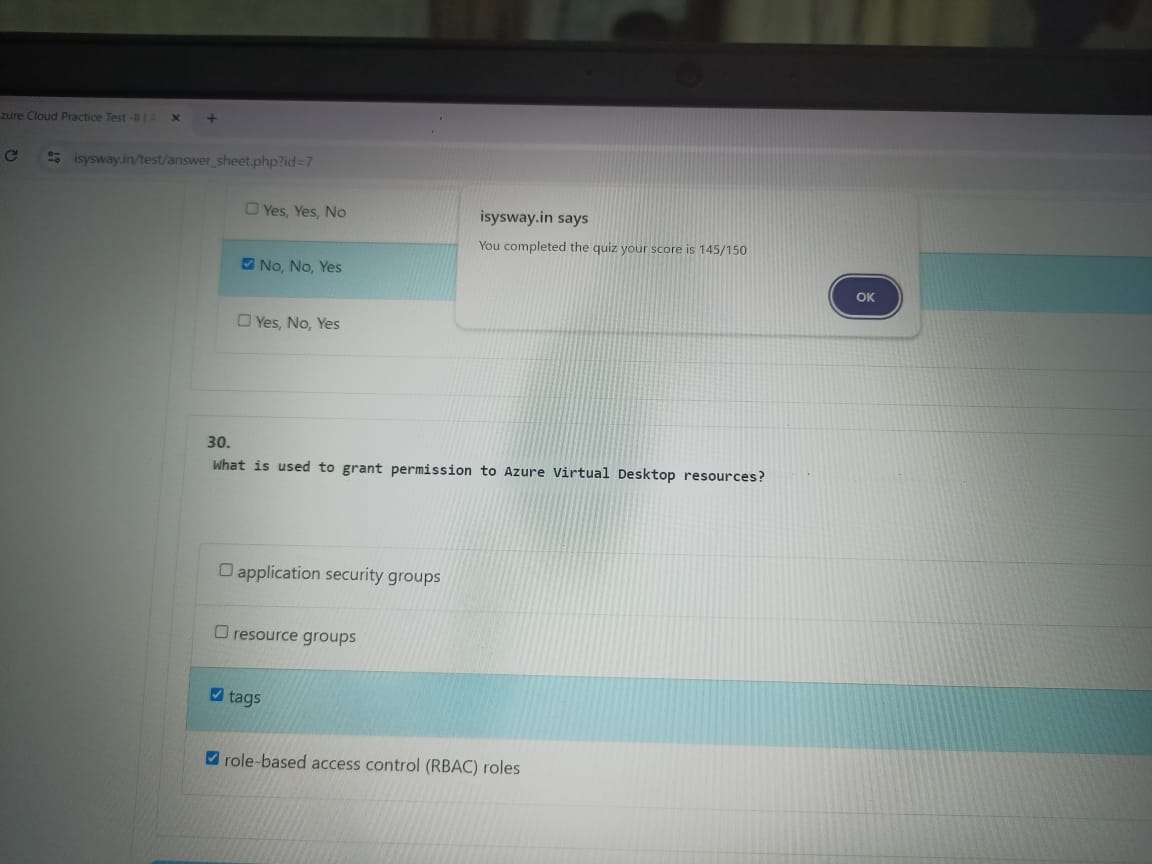 zure Cloud Practice Test -II |
isysway.in/test/answer_sheet.php?id=7
Yes, Yes, No
No, No, Yes
Yes, No, Yes
isysway.in says
You completed the quiz your score is 145/150
OK
30.
What is used to grant permission to Azure Virtual Desktop resources?
application security groups
resource groups
tags
role-based access control (RBAC) roles